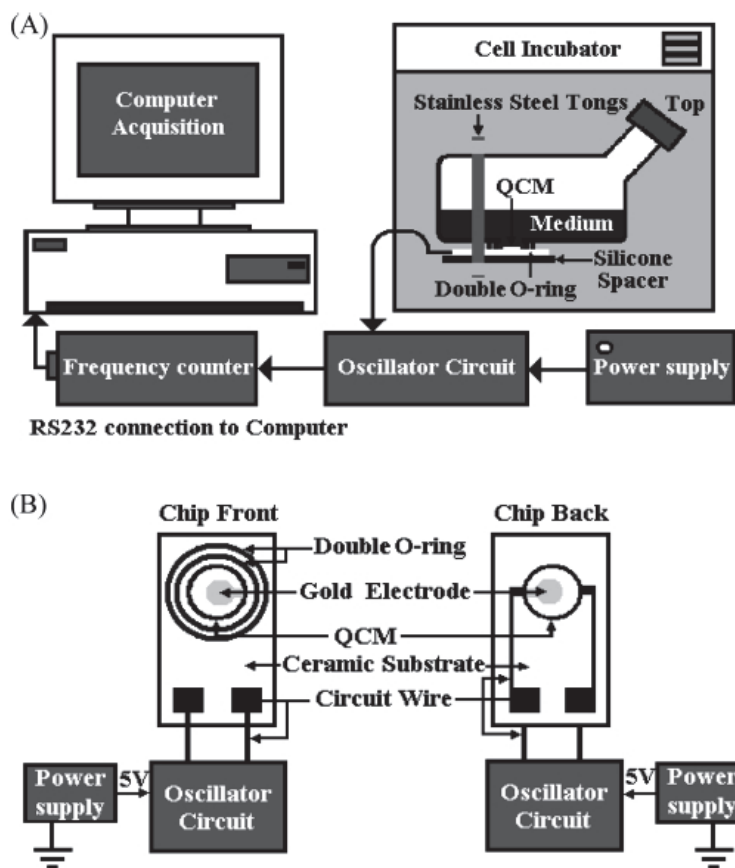 (A)
Computer
Acquisition
Cell Incubator
Stainless Steel Tongs
Top
QCM
Medium
Silicone
Spacer
Double O-ring
Frequency counter
Oscillator Circuit
Power supply
RS232 connection to Computer
(B)
Chip Front
Chip Back
Double O-ring
Gold Electrode
QCM
Ceramic Substrate
Circuit Wire
Power
supply
5V
Oscillator
Circuit
Oscillator
Circuit
5V
Power
supply